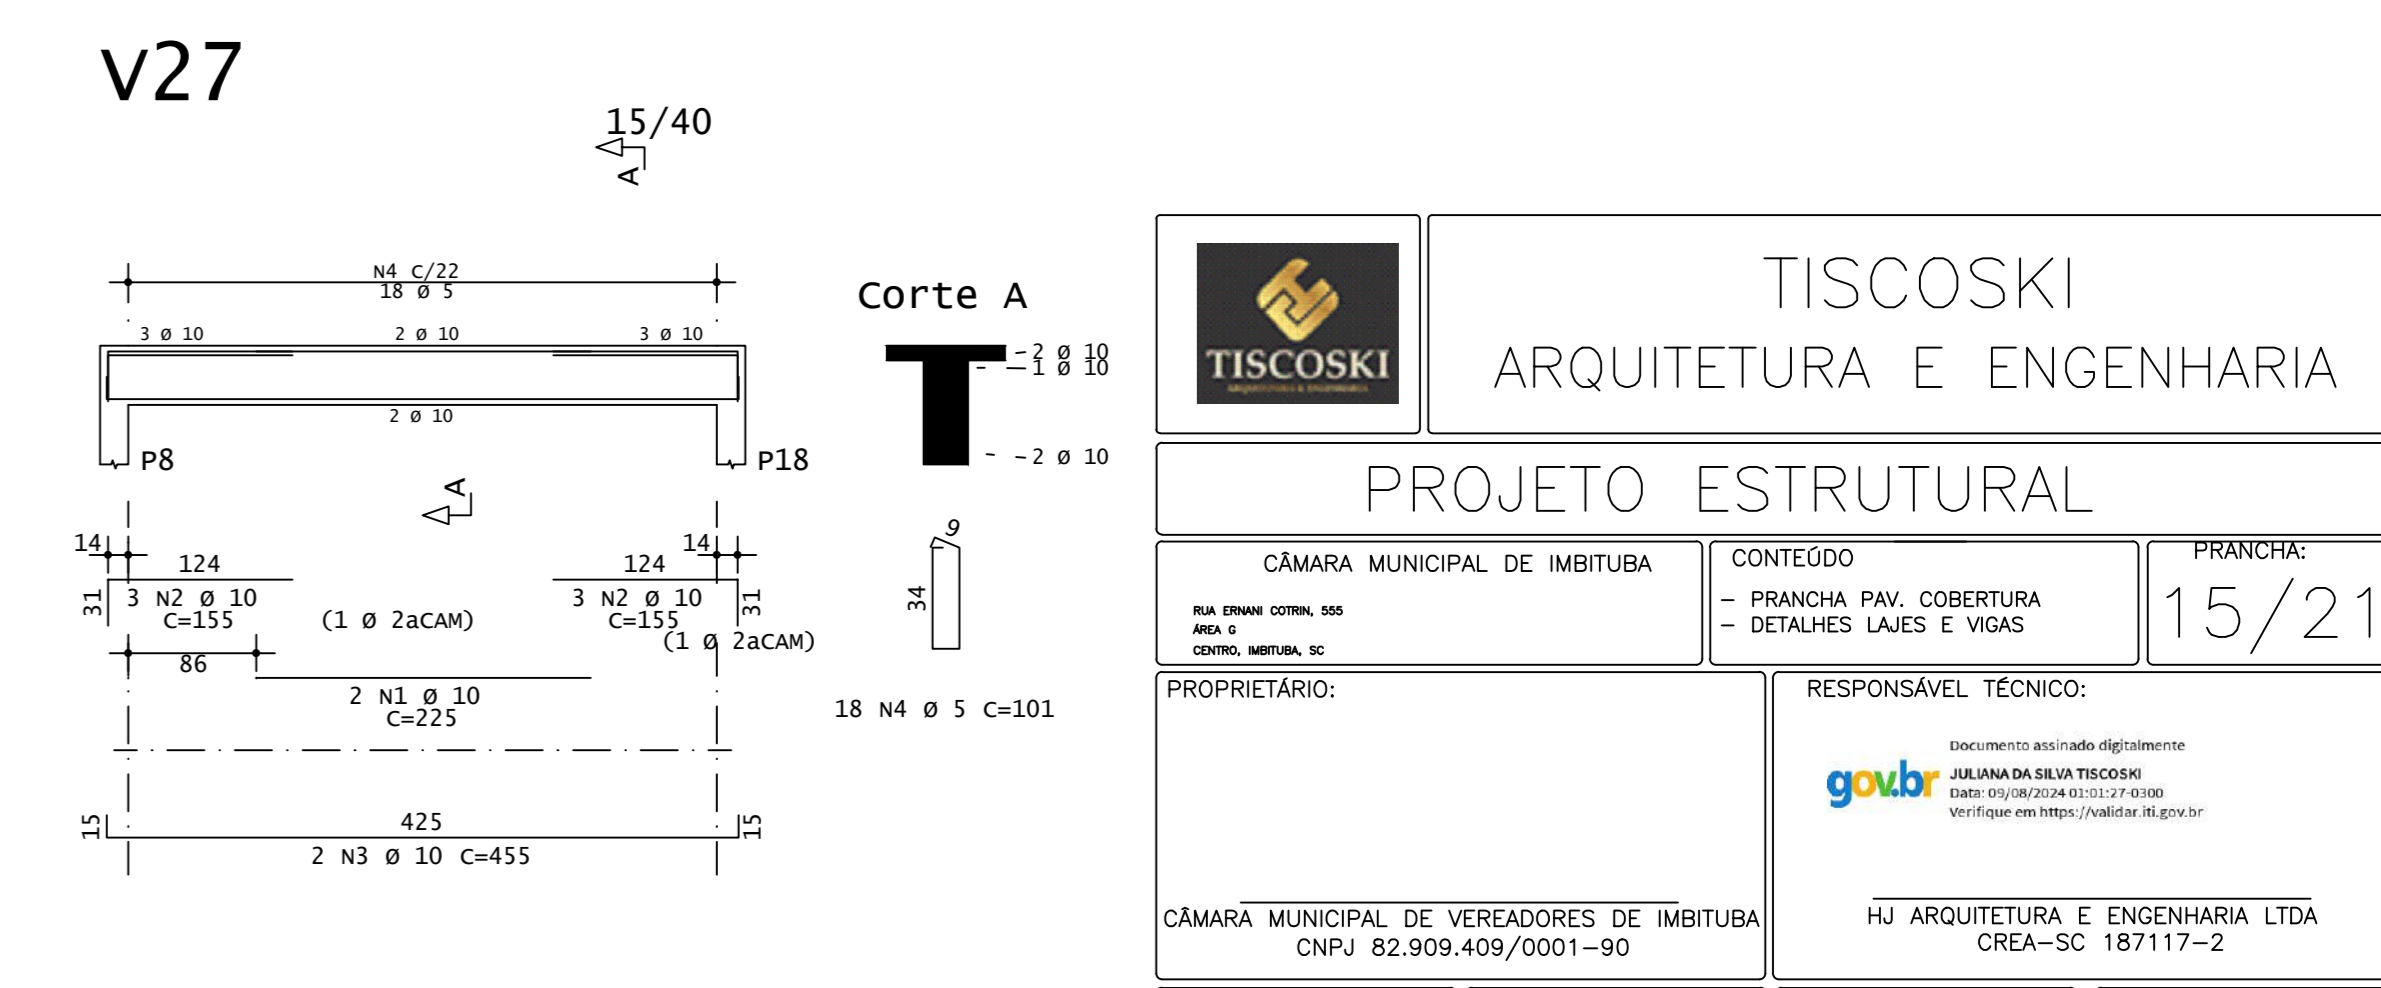 V27
15/40
A
N4 C/22
18 Ø 5
3 Ø 10
2 Ø 10
3 Ø 10
2 Ø 10
P8
P18
A
Corte A
2 Ø 10
1 Ø 10
2 Ø 10
14
124
14
124
31
3 N2 Ø 10
C=155
(1 Ø 2aCAM)
3 N2 Ø 10
C=155
31
(1 Ø 2aCAM)
86
2 N1 Ø 10
C=225
9
34
18 N4 Ø 5 C=101
15
425
15
2 N3 Ø 10 C=455
TISCOSKI
TISCOSKI
ARQUITETURA E ENGENHARIA
PROJETO ESTRUTURAL
CÂMARA MUNICIPAL DE IMBITUBA
RUA ERNANI COTRIN, 555
ÁREA G
CENTRO, IMBITUBA, SC
CONTEÚDO
– PRANCHA PAV. COBERTURA
– DETALHES LAJES E VIGAS
PRANCHA:
15/21
PROPRIETÁRIO:
CÂMARA MUNICIPAL DE VEREADORES DE IMBITUBA
CNPJ 82.909.409/0001–90
RESPONSÁVEL TÉCNICO:
gov.br
Documento assinado digitalmente
JULIANA DA SILVA TISCOSKI
Data: 09/08/2024 01:01:27-0300
Verifique em https://validar.iti.gov.br
HJ ARQUITETURA E ENGENHARIA LTDA
CREA–SC 187117–2